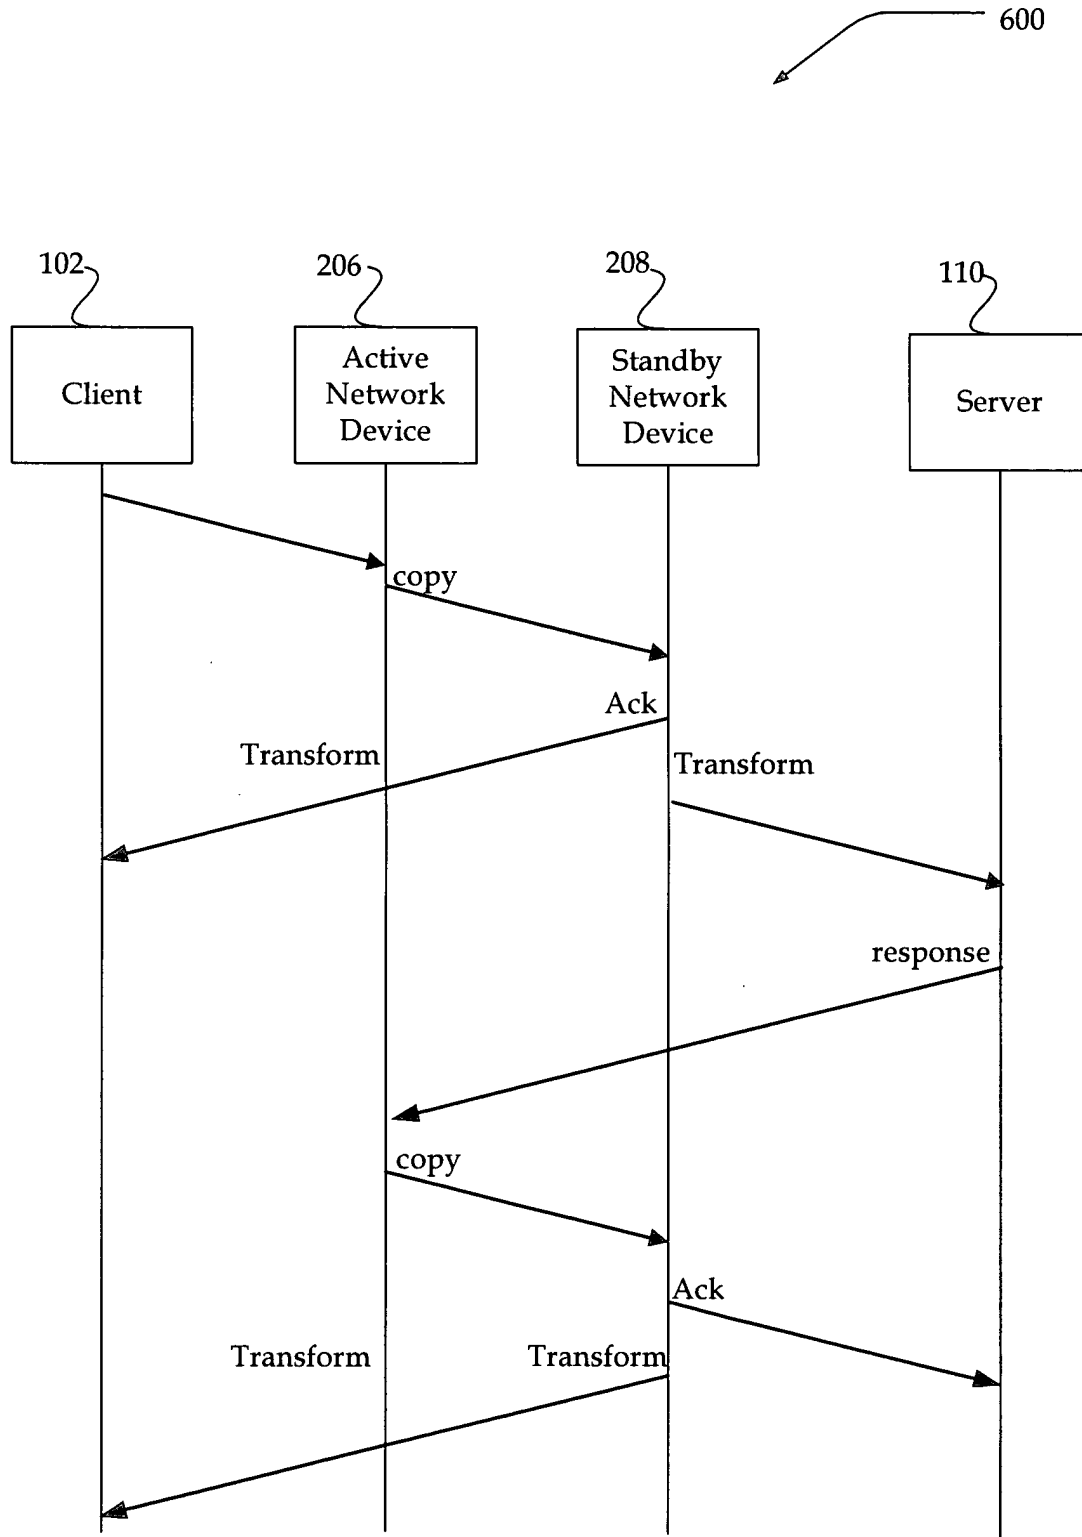 600
102
206
208
110
Client
Active
Network
Device
Standby
Network
Device
Server
copy
Ack
Transform
Transform
response
copy
Ack
Transform
Transform